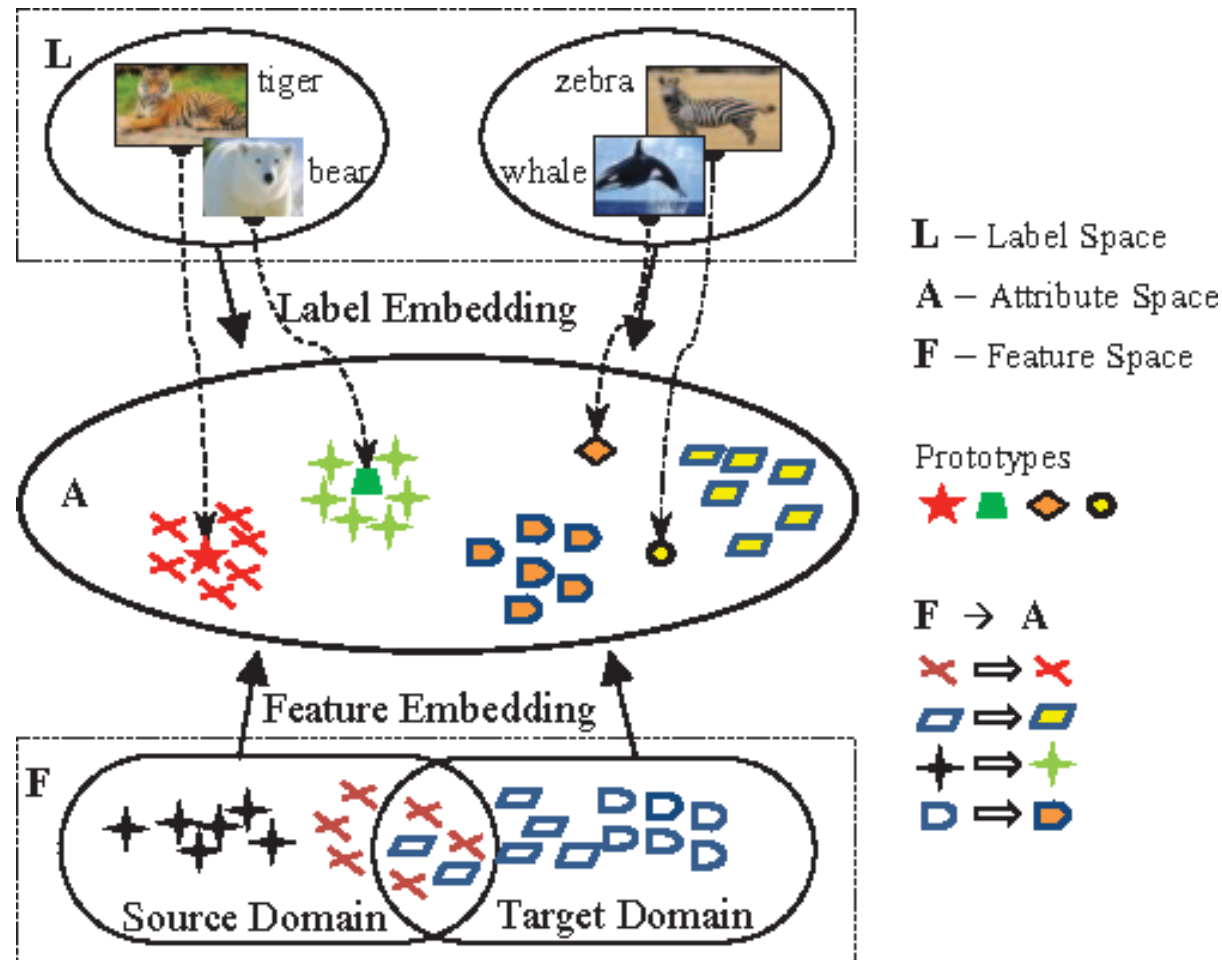 L
tiger
bear
zebra
whale
Label Embedding
A
Feature Embedding
F
Source Domain
Target Domain
L – Label Space
A – Attribute Space
F – Feature Space
Prototypes
F → A